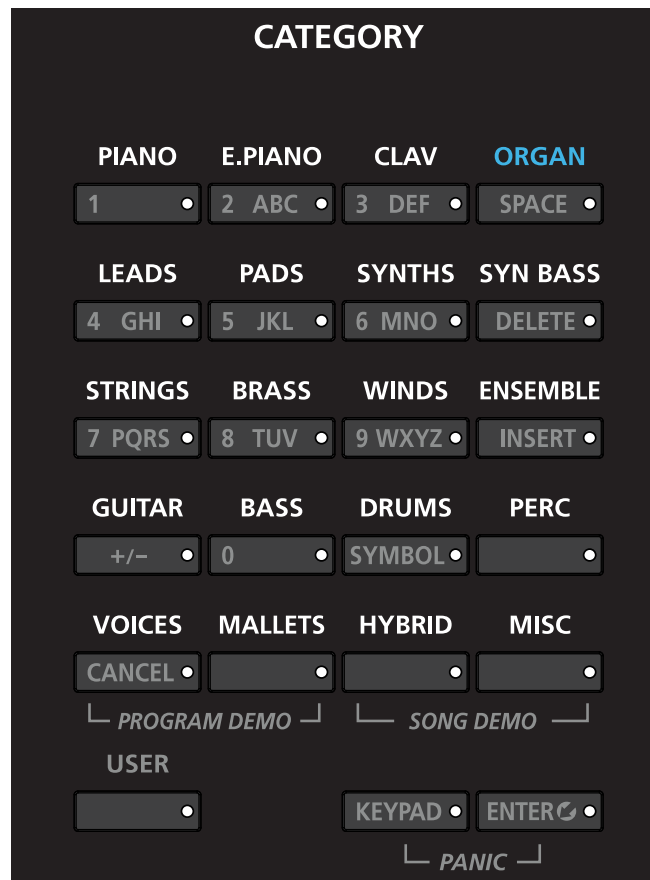 CATEGORY
PIANO E.PIANO CLAV ORGAN
1 2 ABC 3 DEF SPACE
LEADS PADS SYNTHS SYN BASS
4 GHI 5 JKL 6 MNO DELETE
STRINGS BRASS WINDS ENSEMBLE
7 PQRS 8 TUV 9 WXYZ INSERT
GUITAR BASS DRUMS PERC
+/− 0 SYMBOL
VOICES MALLETS HYBRID MISC
CANCEL
PROGRAM DEMO SONG DEMO
USER
KEYPAD ENTER
PANIC